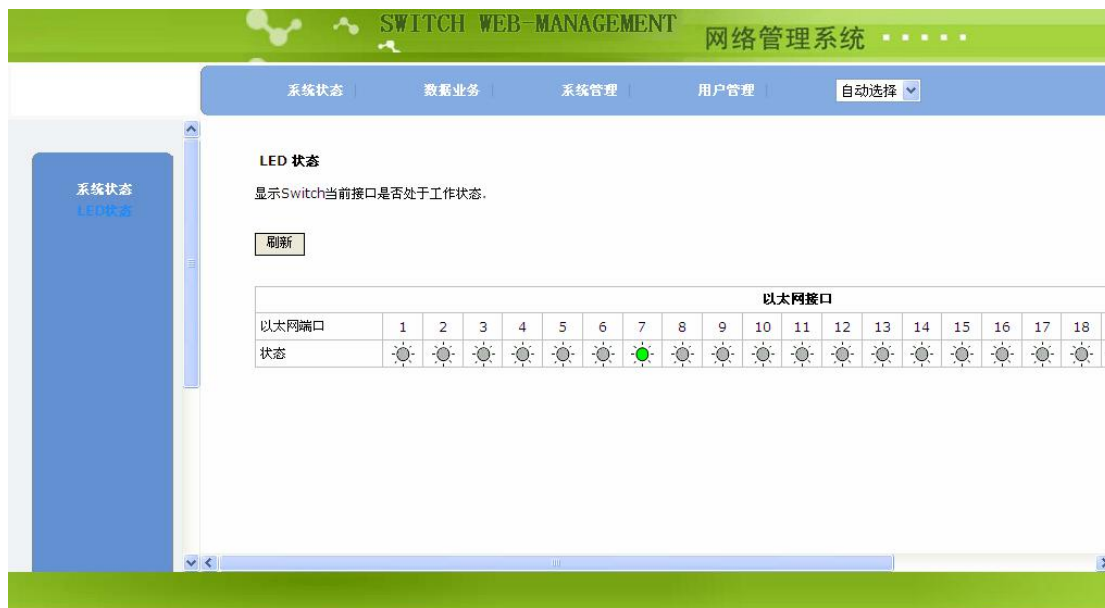 SWITCH WEB-MANAGEMENT
网络管理系统
系统状态 数据业务 系统管理 用户管理 自动选择
系统状态
LED状态
LED 状态
显示Switch当前接口是否处于工作状态.
刷新
以太网接口
以太网端口 1 2 3 4 5 6 7 8 9 10 11 12 13 14 15 16 17 18
状态